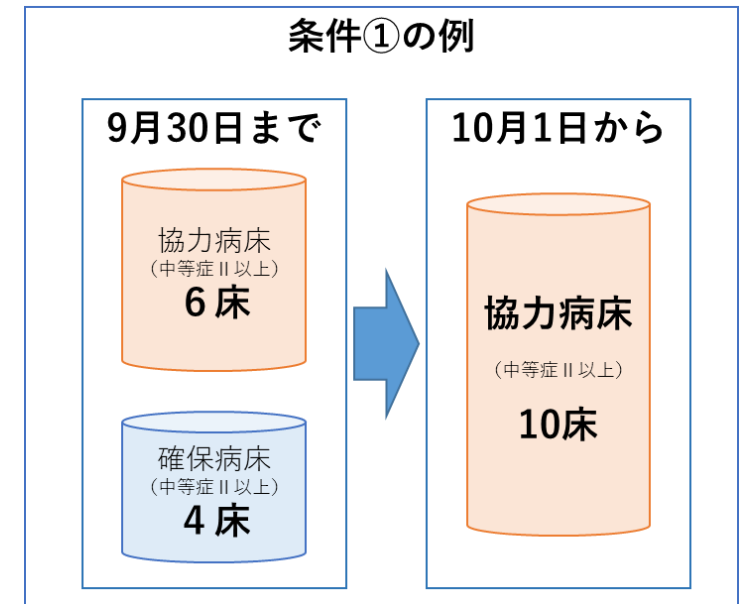 条件①の例
9月30日まで
協力病床
（中等症Ⅱ以上）
6床
確保病床
（中等症Ⅱ以上）
4床
10月1日から
協力病床
（中等症Ⅱ以上）
10床